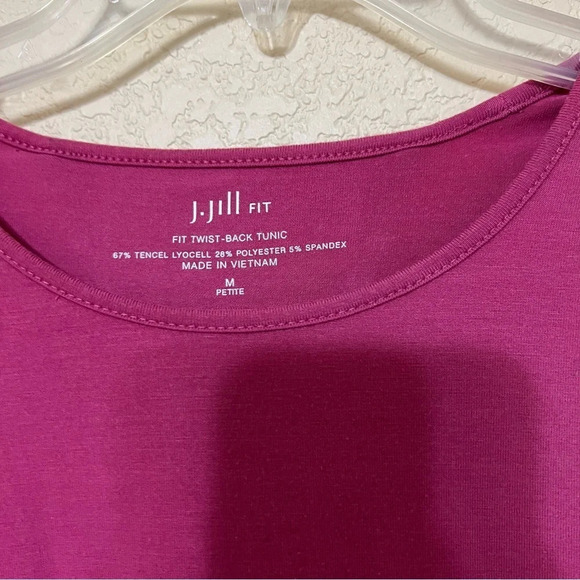 J.Jill FIT
FIT TWIST-BACK TUNIC
67% TENCEL LYOCELL 28% POLYESTER 5% SPANDEX
MADE IN VIETNAM
M
PETITE